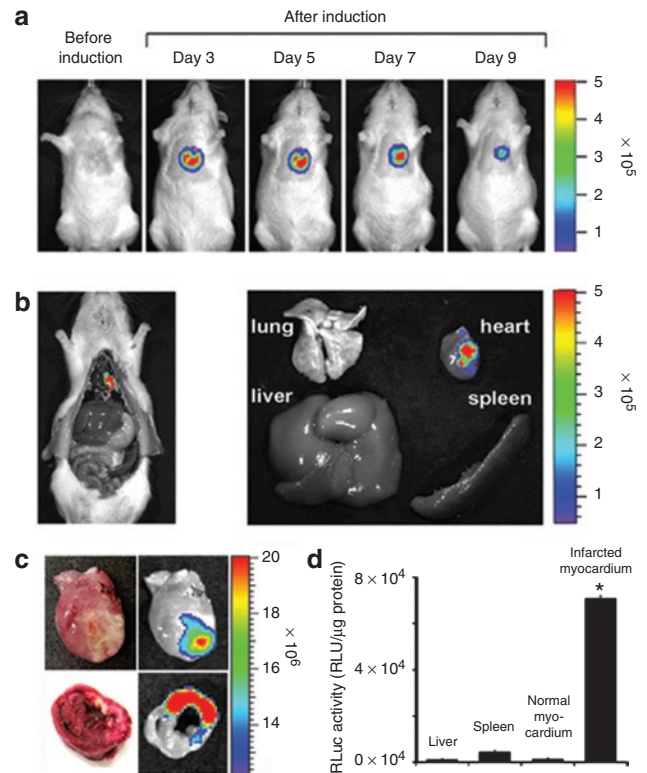 a
After induction
Before
induction
Day 3
Day 5
Day 7
Day 9
5
4
3
2
1
× 10⁵
b
lung
heart
liver
spleen
5
4
3
2
1
× 10⁵
c
20
18
16
14
× 10⁶
d
RLuc activity (RLU/µg protein)
8 × 10⁴
4 × 10⁴
0 × 10⁴
Liver
Spleen
Normal
myo-
cardium
Infarcted
myocardium
*